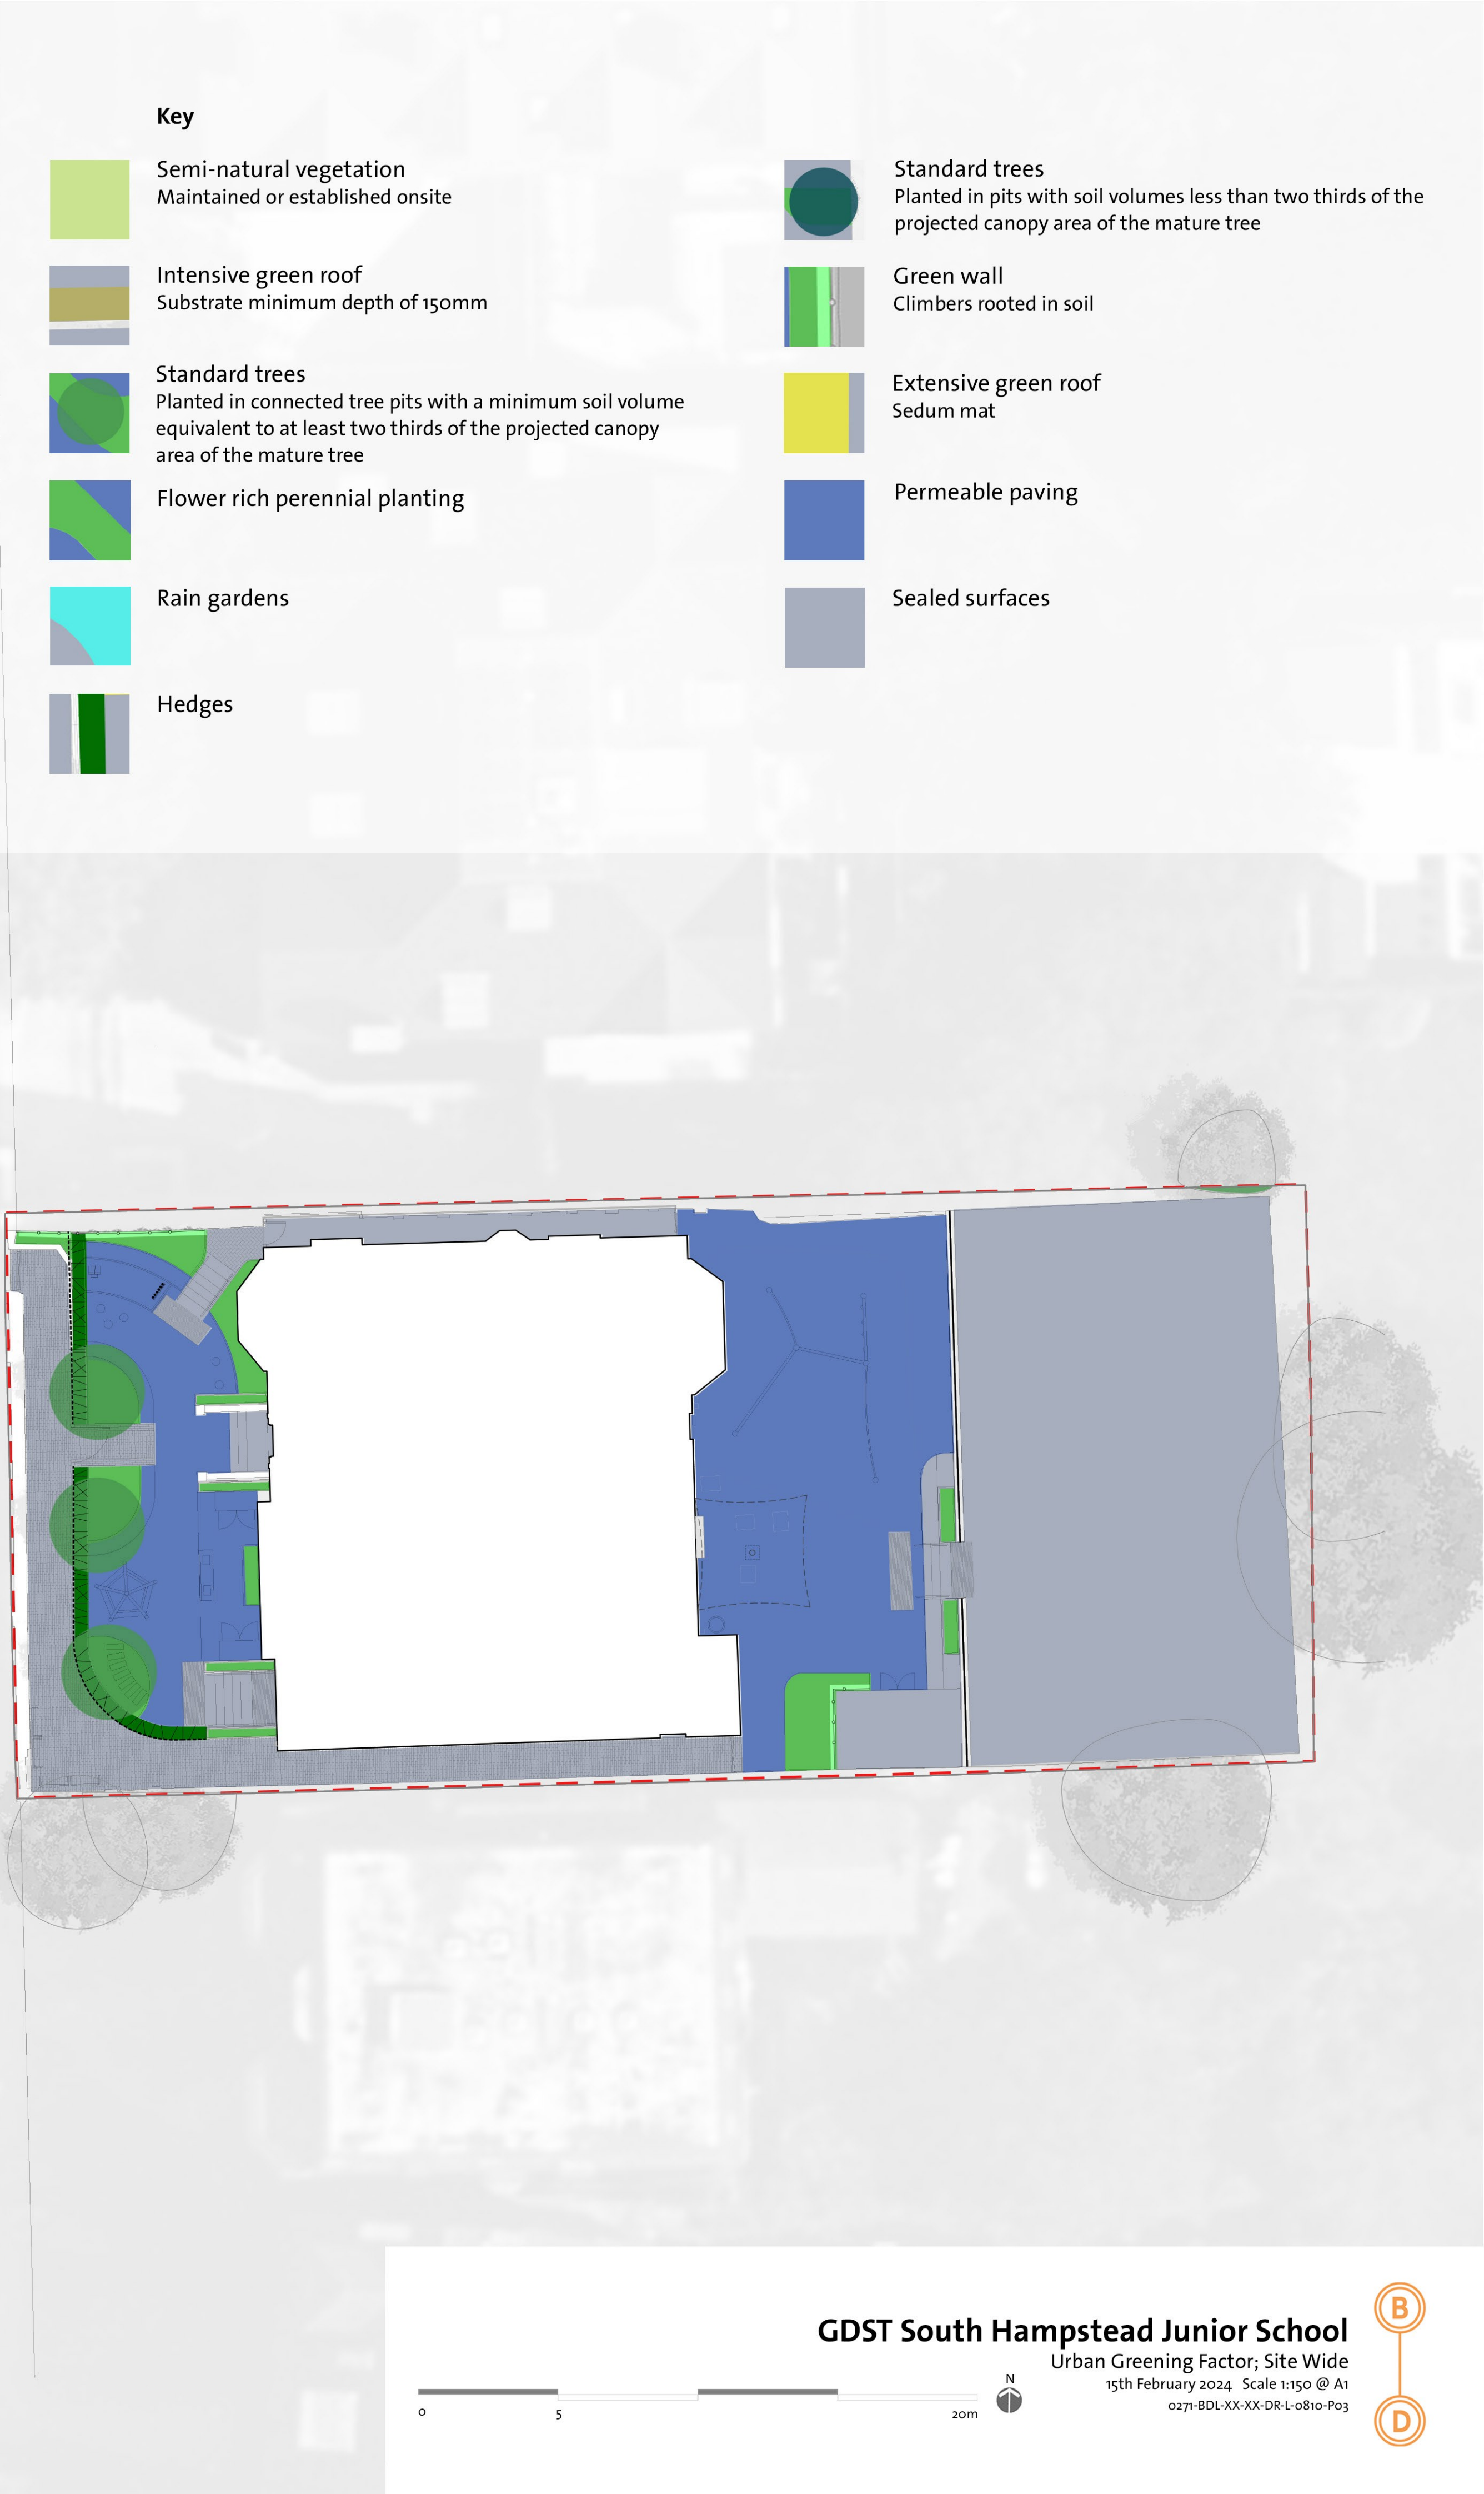 Key
Semi-natural vegetation
Maintained or established onsite
Intensive green roof
Substrate minimum depth of 150mm
Standard trees
Planted in connected tree pits with a minimum soil volume
equivalent to at least two thirds of the projected canopy
area of the mature tree
Flower rich perennial planting
Rain gardens
Hedges
Standard trees
Planted in pits with soil volumes less than two thirds of the
projected canopy area of the mature tree
Green wall
Climbers rooted in soil
Extensive green roof
Sedum mat
Permeable paving
Sealed surfaces
GDST South Hampstead Junior School
Urban Greening Factor; Site Wide
15th February 2024 Scale 1:150 @ A1
0271-BDL-XX-XX-DR-L-0810-P03
0 5 20m
N
B
D